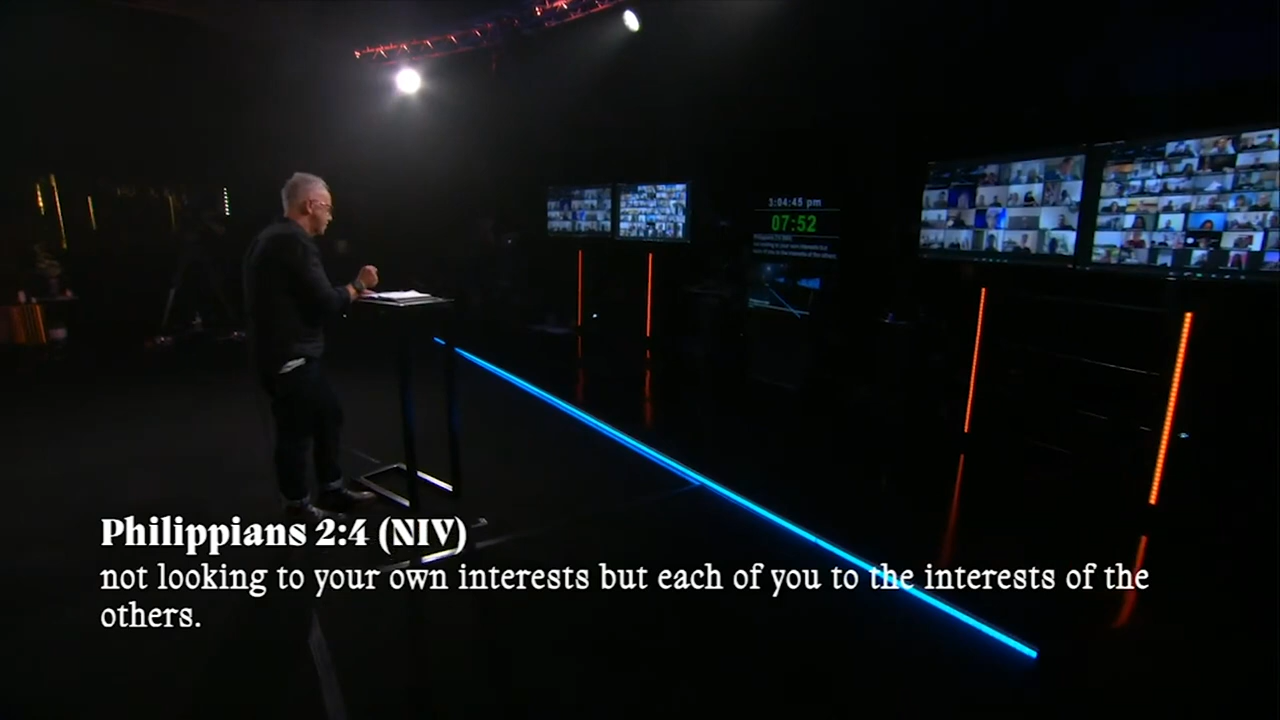 3:04:45 pm
07:52
Philippians 2:4 (NIV)
not looking to your own interests but each of you to the interests of the
others.